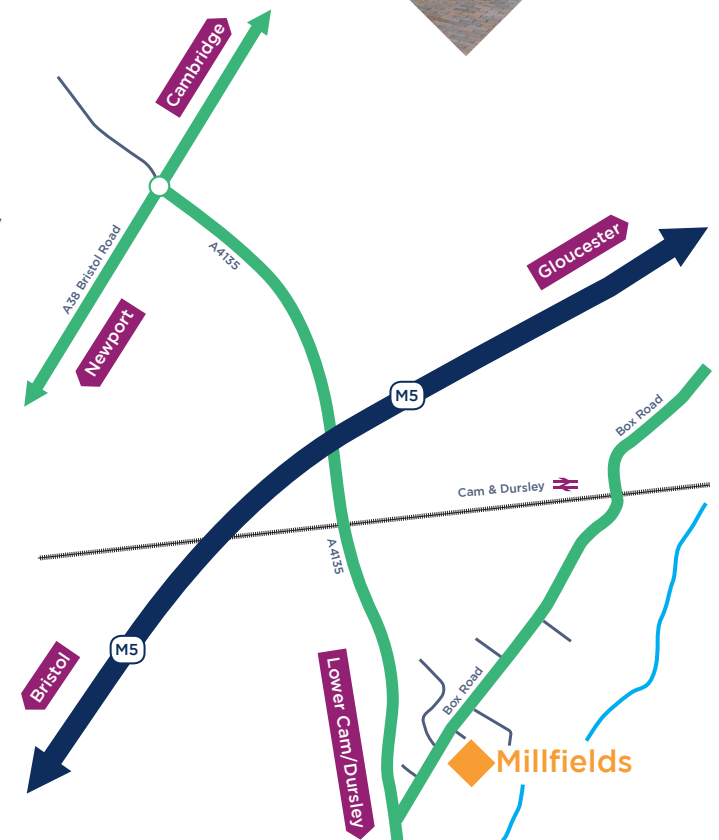 Cambridge
A38 Bristol Road
A4135
Newport
Gloucester
M5
Box Road
Cam & Dursley
A4135
M5
Bristol
Lower Cam/Dursley
Box Road
Millfields